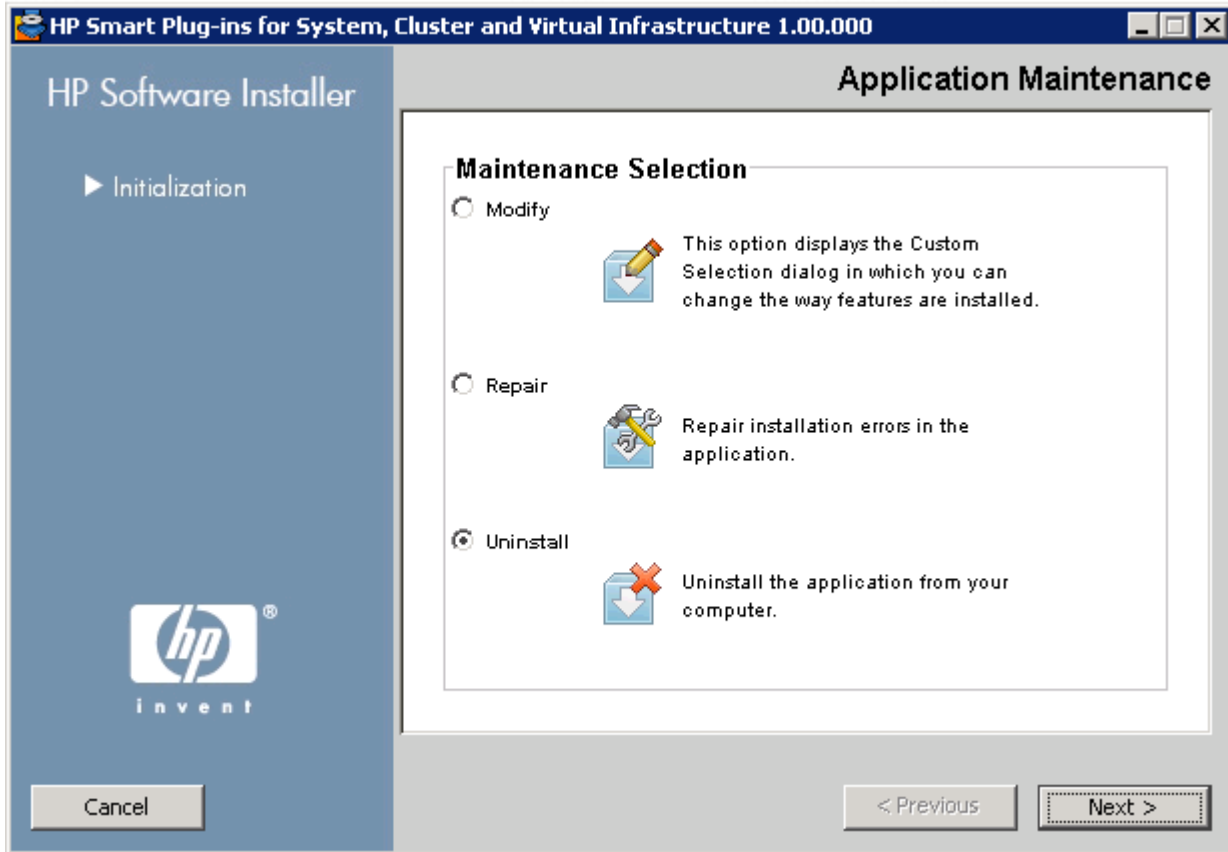 HP Smart Plug-ins for System, Cluster and Virtual Infrastructure 1.00.000
HP Software Installer
Initialization
Application Maintenance
Maintenance Selection
Modify
This option displays the Custom
Selection dialog in which you can
change the way features are installed.
Repair
Repair installation errors in the
application.
Uninstall
Uninstall the application from your
computer.
hp
®
invent
Cancel
< Previous
Next >